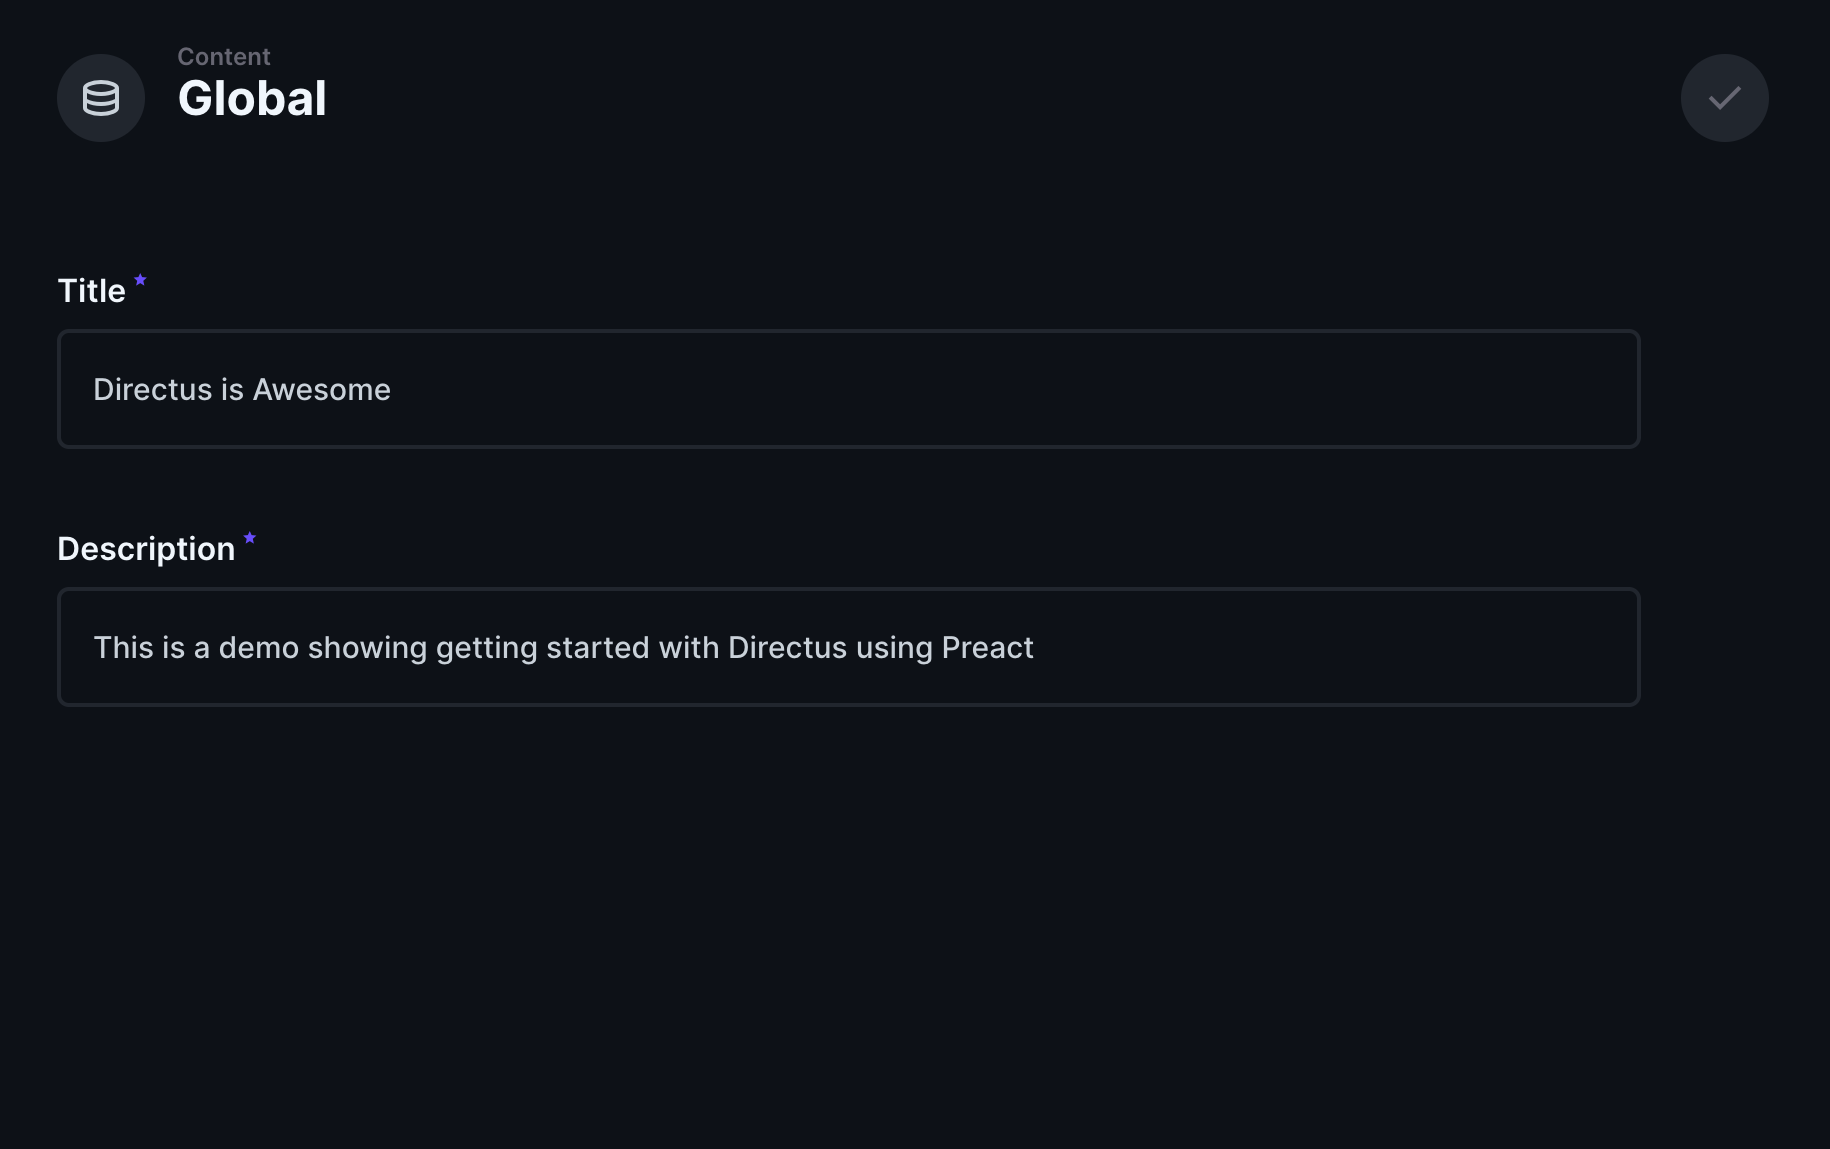 Content
Global
Title *
Directus is Awesome
Description *
This is a demo showing getting started with Directus using Preact